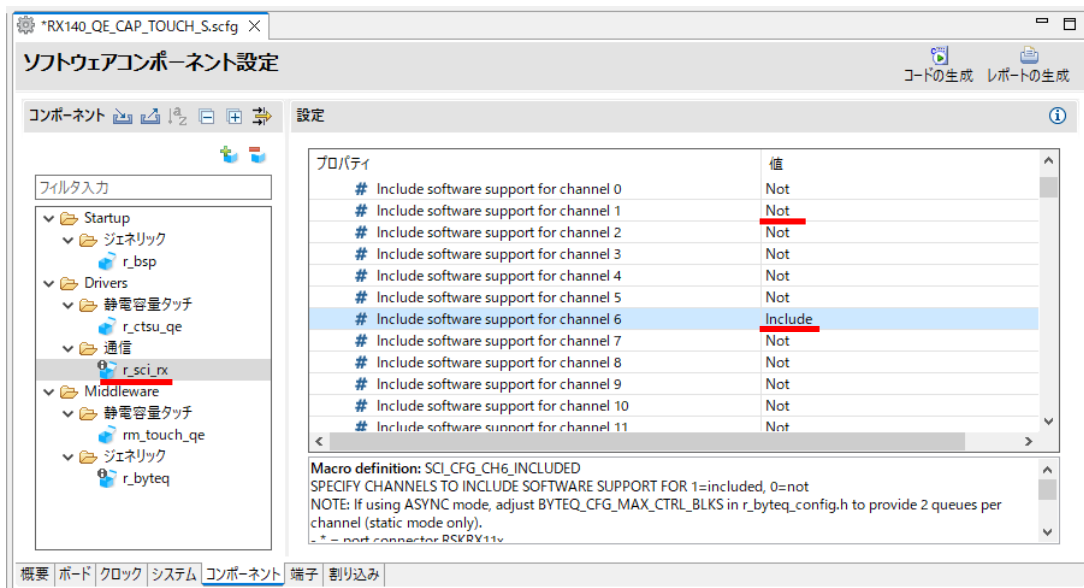 *RX140_QE_CAP_TOUCH_S.scfg
ソフトウェアコンポーネント設定
コードの生成 レポートの生成
コンポーネント
設定
フィルタ入力
Startup
ジェネリック
r_bsp
Drivers
静電容量タッチ
r_ctsu_qe
通信
r_sci_rx
Middleware
静電容量タッチ
rm_touch_qe
ジェネリック
r_byteq
プロパティ 値
# Include software support for channel 0 Not
# Include software support for channel 1 Not
# Include software support for channel 2 Not
# Include software support for channel 3 Not
# Include software support for channel 4 Not
# Include software support for channel 5 Not
# Include software support for channel 6 Include
# Include software support for channel 7 Not
# Include software support for channel 8 Not
# Include software support for channel 9 Not
# Include software support for channel 10 Not
# Include software support for channel 11 Not
Macro definition: SCI_CFG_CH6_INCLUDED
SPECIFY CHANNELS TO INCLUDE SOFTWARE SUPPORT FOR 1=included, 0=not
NOTE: If using ASYNC mode, adjust BYTEQ_CFG_MAX_CTRL_BLKS in r_byteq_config.h to provide 2 queues per
channel (static mode only).
- * = port connector RSKRX11x
概要 ボード クロック システム コンポーネント 端子 割り込み